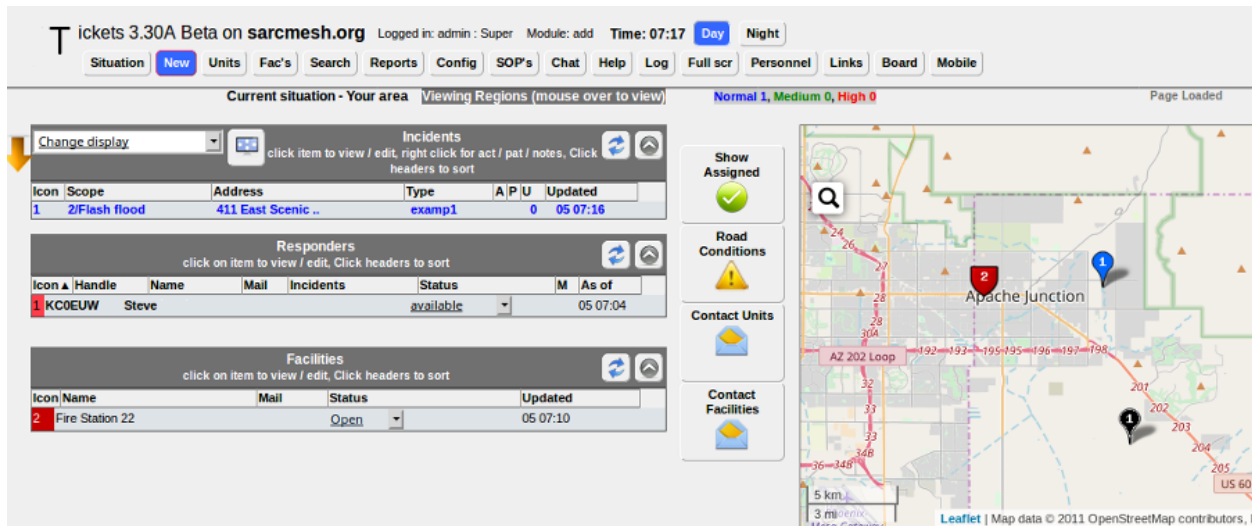 Tickets 3.30A Beta on sarcmesh.org Logged in: admin : Super Module: add Time: 07:17 Day Night
Situation New Units Fac's Search Reports Config SOP's Chat Help Log Full scr Personnel Links Board Mobile
Current situation - Your area Viewing Regions (mouse over to view) Normal 1, Medium 0, High 0 Page Loaded
Change display
Incidents
click item to view / edit, right click for act / pat / notes, Click
headers to sort
Icon Scope Address Type A P U Updated
1 2/Flash flood 411 East Scenic .. examp1 0 05 07:16
Responders
click on item to view / edit, Click headers to sort
Icon ▲ Handle Name Mail Incidents Status M As of
1 KC0EUW Steve available 05 07:04
Facilities
click on item to view / edit, Click headers to sort
Icon Name Mail Status Updated
2 Fire Station 22 Open 05 07:10
Show
Assigned
Road
Conditions
Contact Units
Contact
Facilities
24
26
27
2
1
Apache Junction
28
28
30A
AZ 202 Loop
192 193 195 195 196 197 198
32
201
33
202
1
203
33
204
34B
36 34B
205
US 60
5 km
3 mi
Leaflet | Map data © 2011 OpenStreetMap contributors,